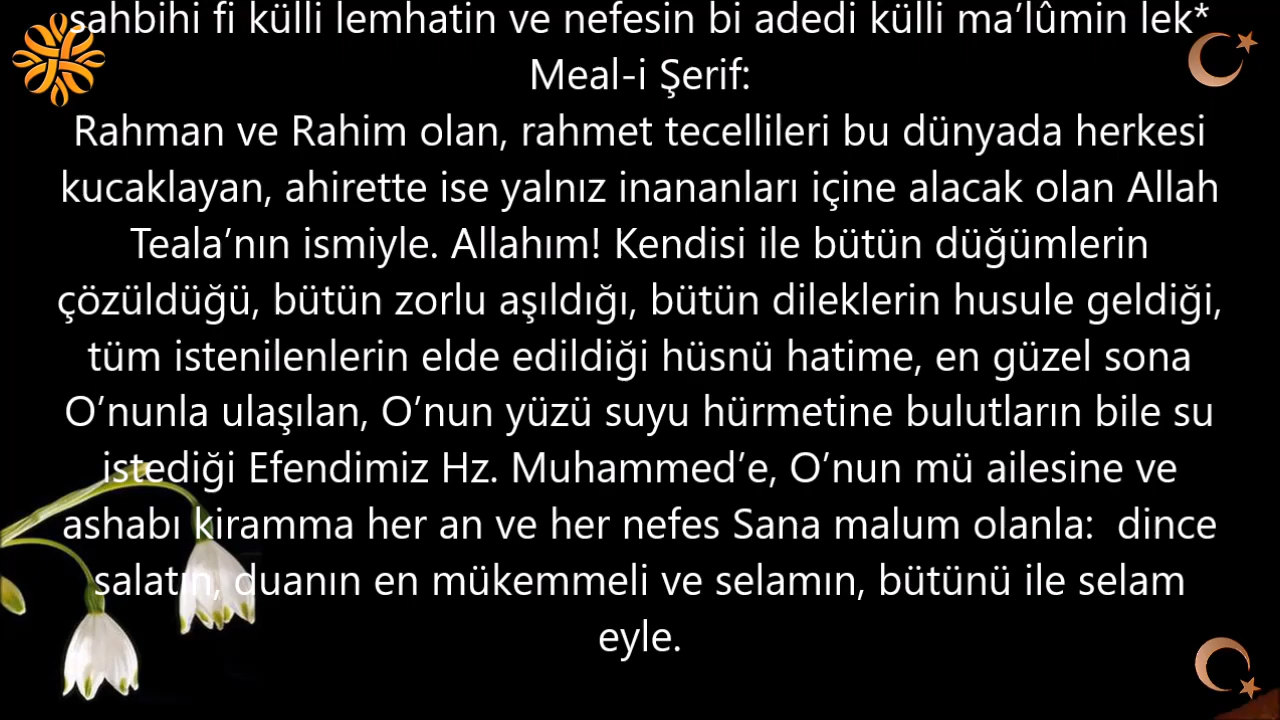 sahbihi fi külli lemhatin ve nefesin bi adedi külli ma’lûmin lek*
Meal-i Şerif:
Rahman ve Rahim olan, rahmet tecellileri bu dünyada herkesi
kucaklayan, ahirette ise yalnız inananları içine alacak olan Allah
Teala’nın ismiyle. Allahım! Kendisi ile bütün düğümlerin
çözüldüğü, bütün zorlu aşıldığı, bütün dileklerin husule geldiği,
tüm istenilenlerin elde edildiği hüsnü hatime, en güzel sona
O’nunla ulaşılan, O’nun yüzü suyu hürmetine bulutların bile su
istediği Efendimiz Hz. Muhammed’e, O’nun mü ailesine ve
ashabı kiramma her an ve her nefes Sana malum olanla:  dince
salatın, duanın en mükemmeli ve selamın, bütünü ile selam
eyle.